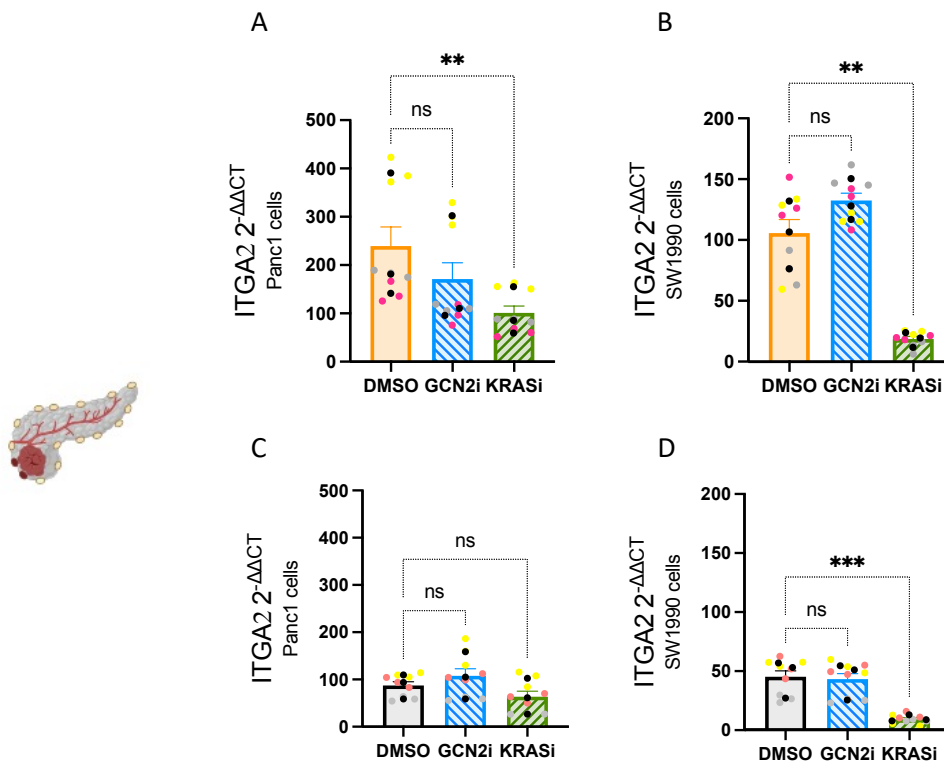 A
**
ns
500
400
300
200
100
0
ITGA2 2^-ΔΔCT
Panc1 cells
DMSO GCN2i KRASi
B
**
ns
200
150
100
50
0
ITGA2 2^-ΔΔCT
SW1990 cells
DMSO GCN2i KRASi
C
ns
ns
500
400
300
200
100
0
ITGA2 2^-ΔΔCT
Panc1 cells
DMSO GCN2i KRASi
D
***
ns
200
150
100
50
0
ITGA2 2^-ΔΔCT
SW1990 cells
DMSO GCN2i KRASi